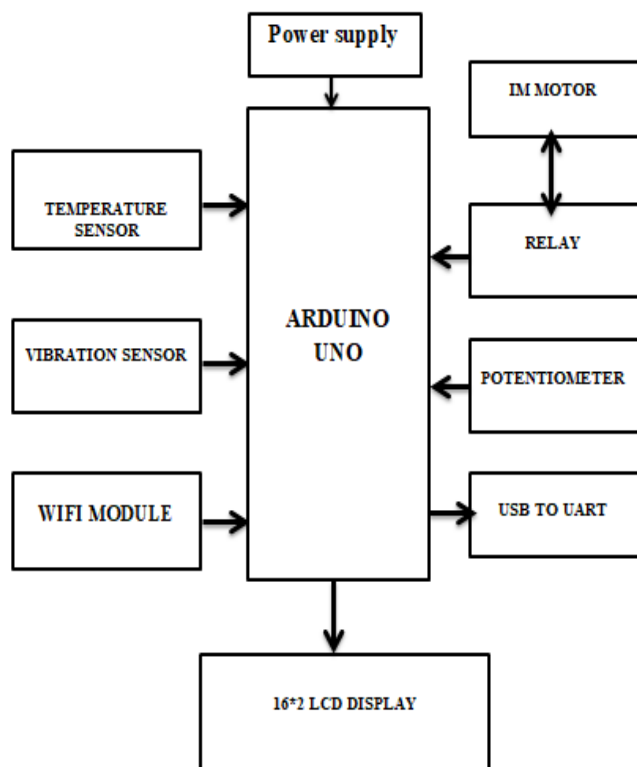 Power supply
IM MOTOR
TEMPERATURE
SENSOR
RELAY
ARDUINO
UNO
VIBRATION SENSOR
POTENTIOMETER
WIFI MODULE
USB TO UART
16*2 LCD DISPLAY